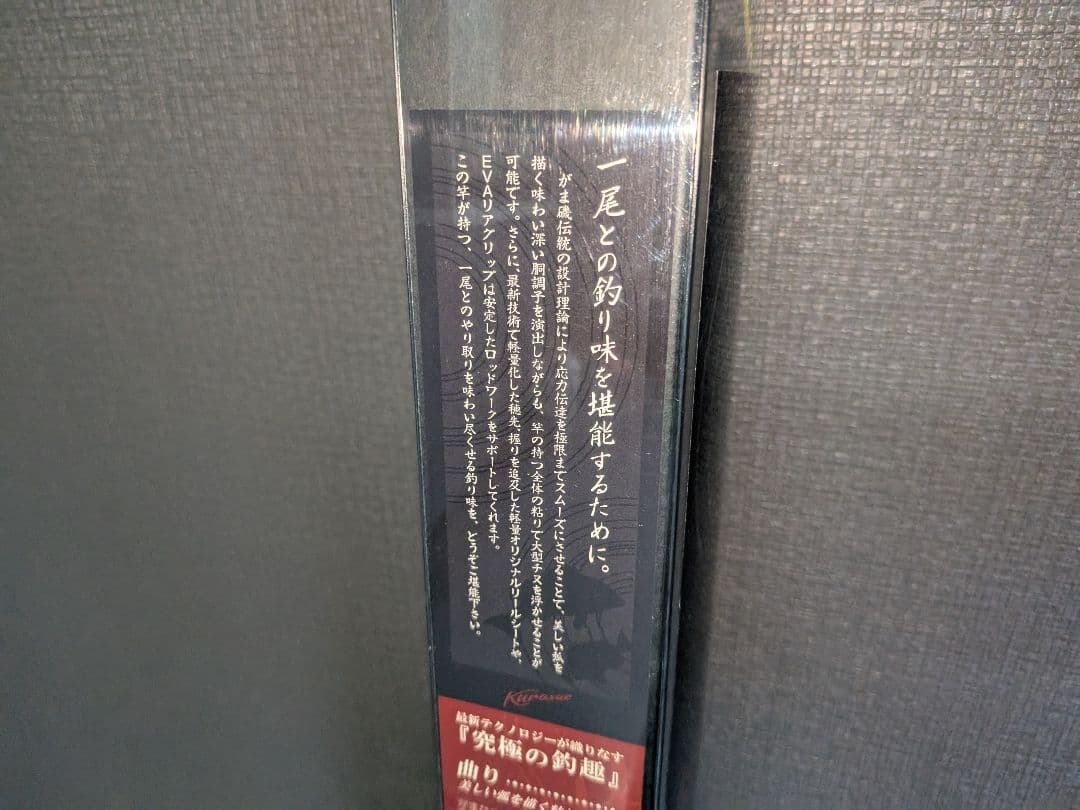 一尾との釣り味を堪能するために。
がま磯伝統の設計理論により応力伝達を極限までスムーズにさせることで、美しい弧を
描く味わい深い胴調子を演出しながらも、竿の持つ全体の粘りで大型チヌを浮かせることが
可能です。さらに、最新技術で軽量化した穂先、握りを追及した軽量オリジナルリールシートや、
EVAリアグリップは安定したロッドワークをサポートしてくれます。
この竿が持つ、一尾とのやり取りを味わい尽くせる釣り味を、どうぞご堪能下さい。
最新テクノロジーが織りなす
『究極の釣趣』
曲り
美しい弧を描く